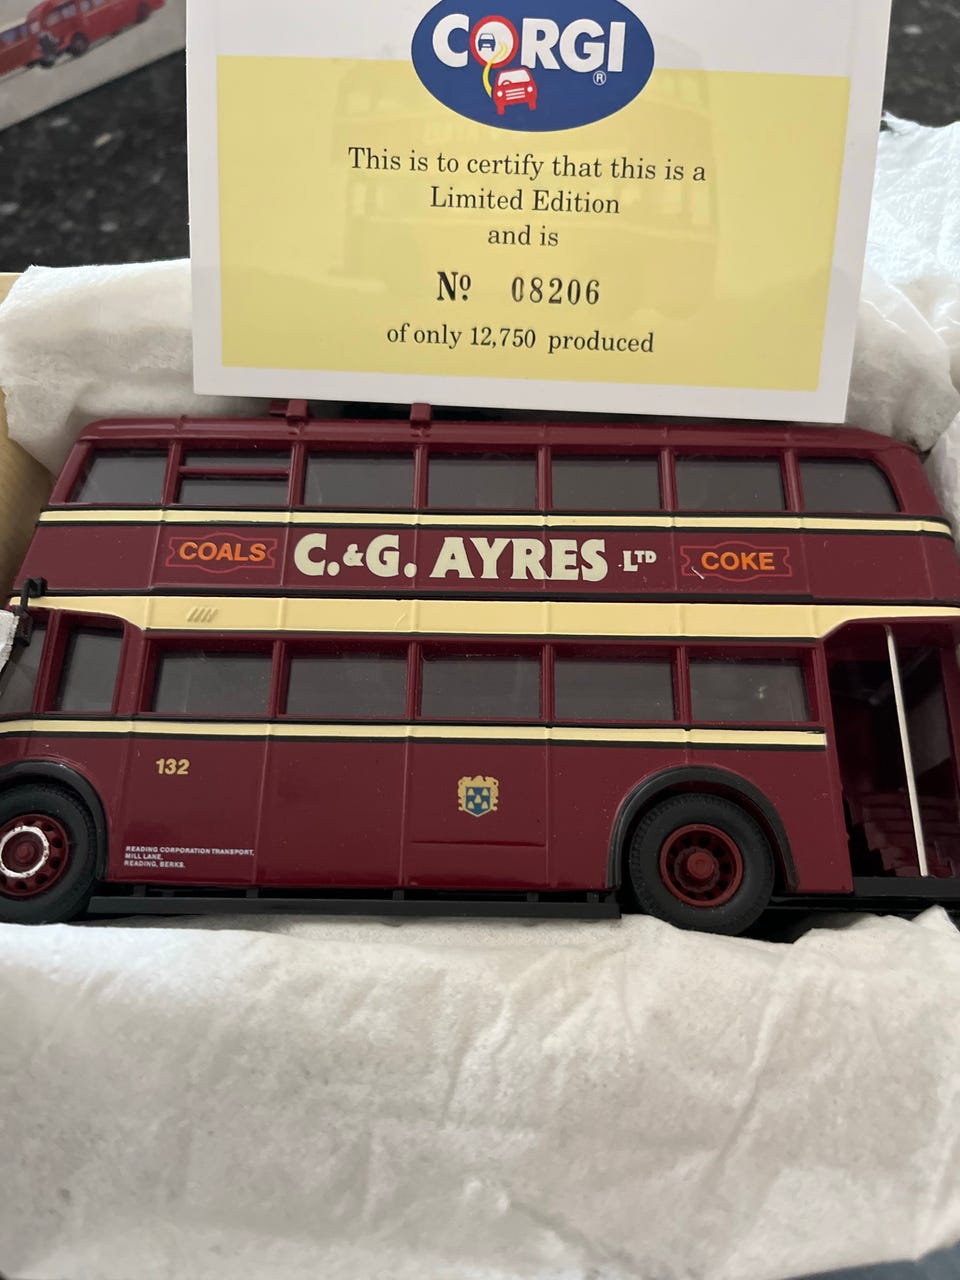 CORGI
®
This is to certify that this is a
Limited Edition
and is
Nº 08206
of only 12,750 produced
COALS C.&G. AYRES LTD COKE
132
READING CORPORATION TRANSPORT,
MILL LANE,
READING, BERKS.